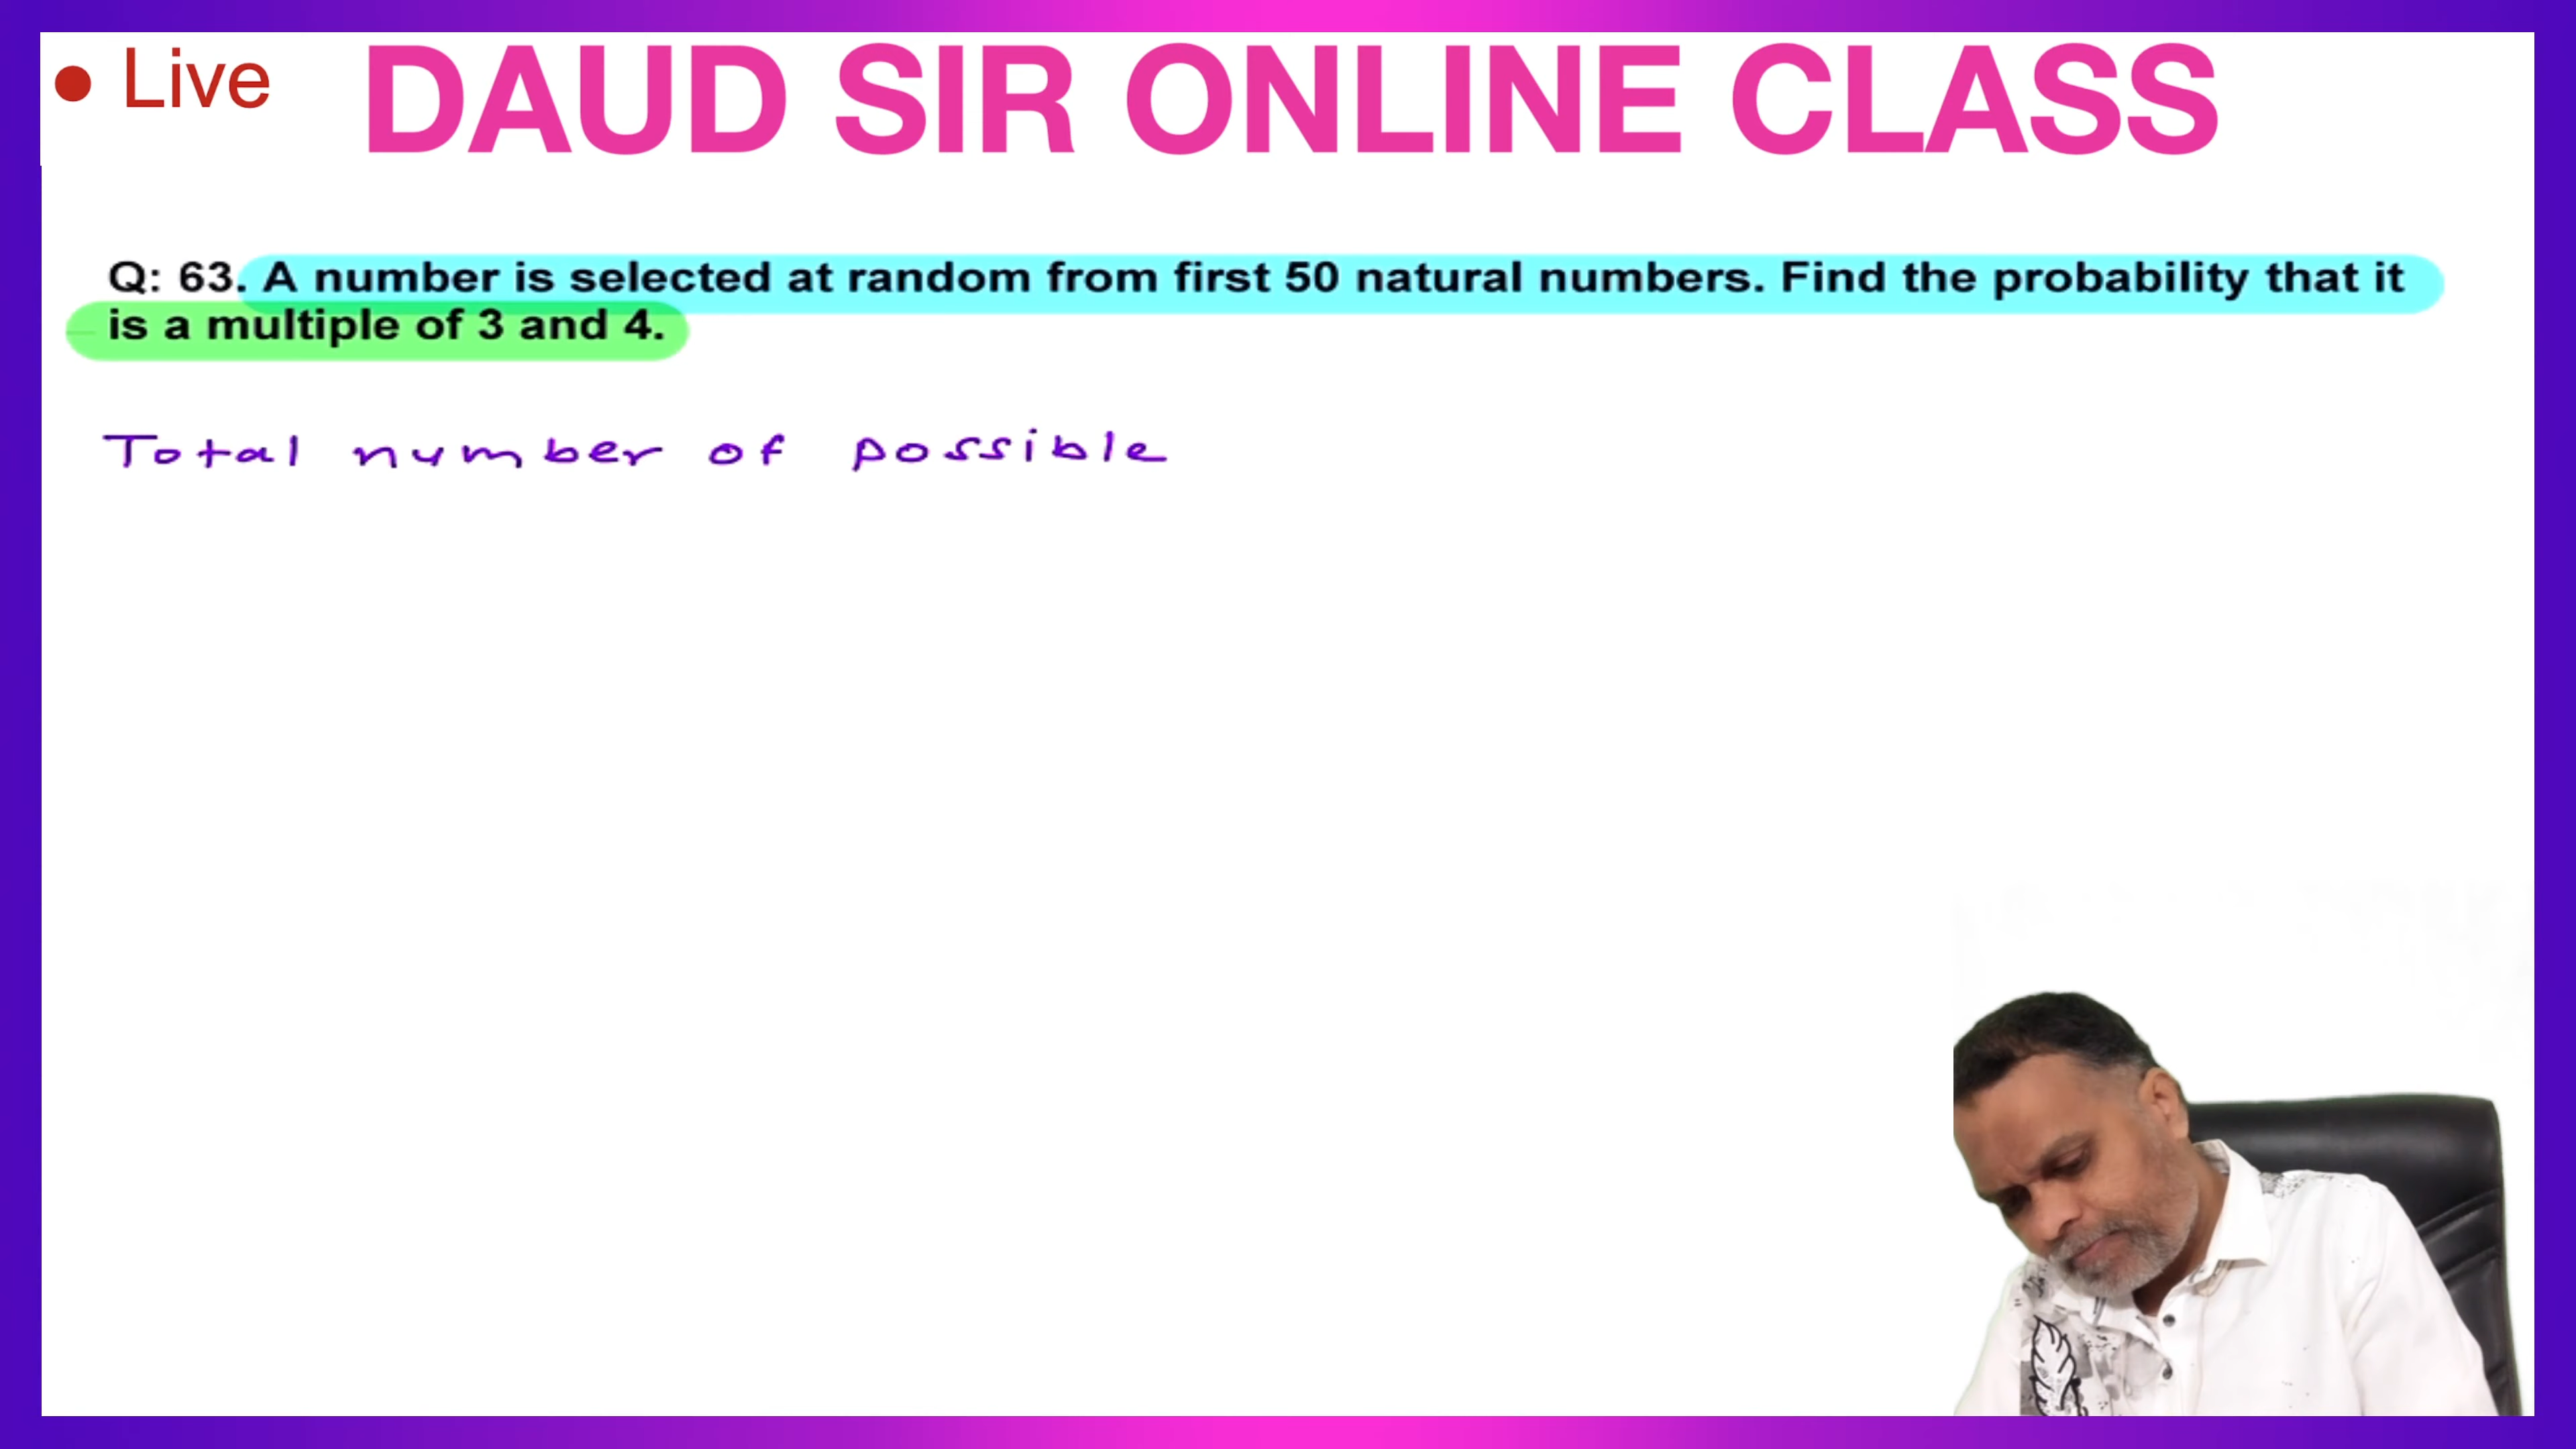 • Live DAUD SIR ONLINE CLASS
Q: 63. A number is selected at random from first 50 natural numbers. Find the probability that it
is a multiple of 3 and 4.
Total number of possible